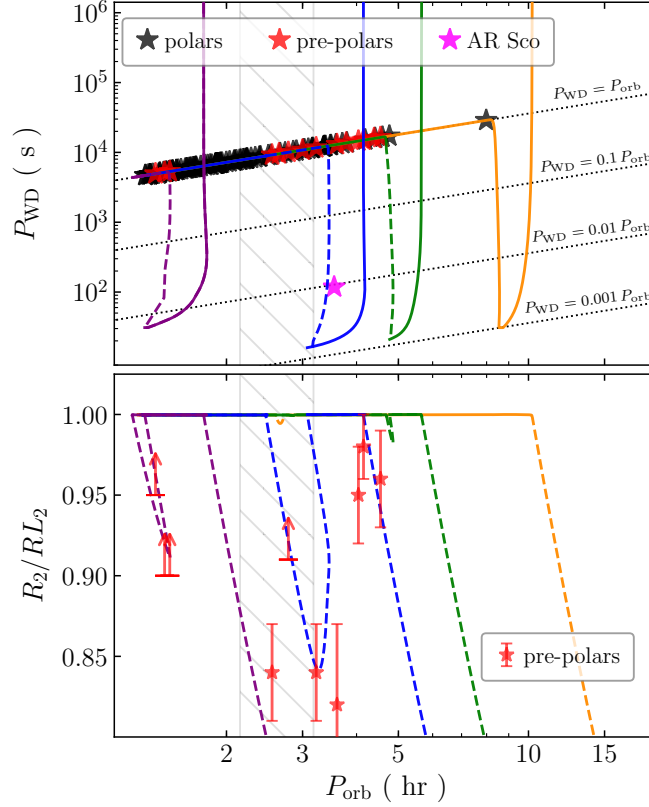 10^6
10^5
10^4
10^3
10^2
P_WD ( s )
polars
pre-polars
AR Sco
P_WD = P_orb
P_WD = 0.1 P_orb
P_WD = 0.01 P_orb
P_WD = 0.001 P_orb
1.00
0.95
0.90
0.85
R_2/RL_2
pre-polars
2
3
5
10
15
P_orb ( hr )